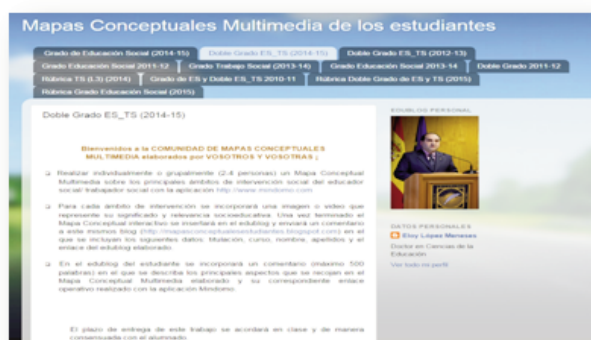 Mapas Conceptuales Multimedia de los estudiantes
Grado de Educación Social (2014-15)
Doble Grado ES_TS (2014-15)
Doble Grado ES_TS (2012-13)
Grado Educación Social 2011-12
Grado Trabajo Social (2013-14)
Grado Educación Social 2013-14
Doble Grado 2011-12
Rúbrica TS (L3) (2014)
Grado de ES y Doble ES_TS 2010-11
Rúbrica Doble Grado de ES y TS (2015)
Rúbrica Grado Educación Social (2015)
Doble Grado ES_TS (2014-15)
Bienvenidos a la COMUNIDAD DE MAPAS CONCEPTUALES
MULTIMEDIA elaborados por VOSOTROS Y VOSOTRAS ¡
Realizar individualmente o grupalmente (2-4 personas) un Mapa Conceptual
Multimedia sobre los principales ámbitos de intervención social del educador
social/ trabajador social con la aplicación http://www.mindomo.com
Para cada ámbito de intervención se incorporará una imagen o video que
represente su significado y relevancia socioeducativa. Una vez terminado el
Mapa Conceptual interactivo se insertará en el edublog y enviará un comentario
a este mismo blog (http://mapasconceptualesestudiantes.blogspot.com) en el
que se incluyan los siguientes datos: titulación, curso, nombre, apellidos y el
enlace del edublog elaborado.
En el edublog del estudiante se incorporará un comentario (máximo 500
palabras) en el que se describa los principales aspectos que se recojan en el
Mapa Conceptual Multimedia elaborado y su correspondiente enlace
operativo realizado con la aplicación Mindomo.
El plazo de entrega de este trabajo se acordará en clase y de manera
consensuada con el alumnado
EDUBLOG PERSONAL
DATOS PERSONALES
Eloy López Meneses
Doctor en Ciencias de la
Educación
Ver todo mi perfil